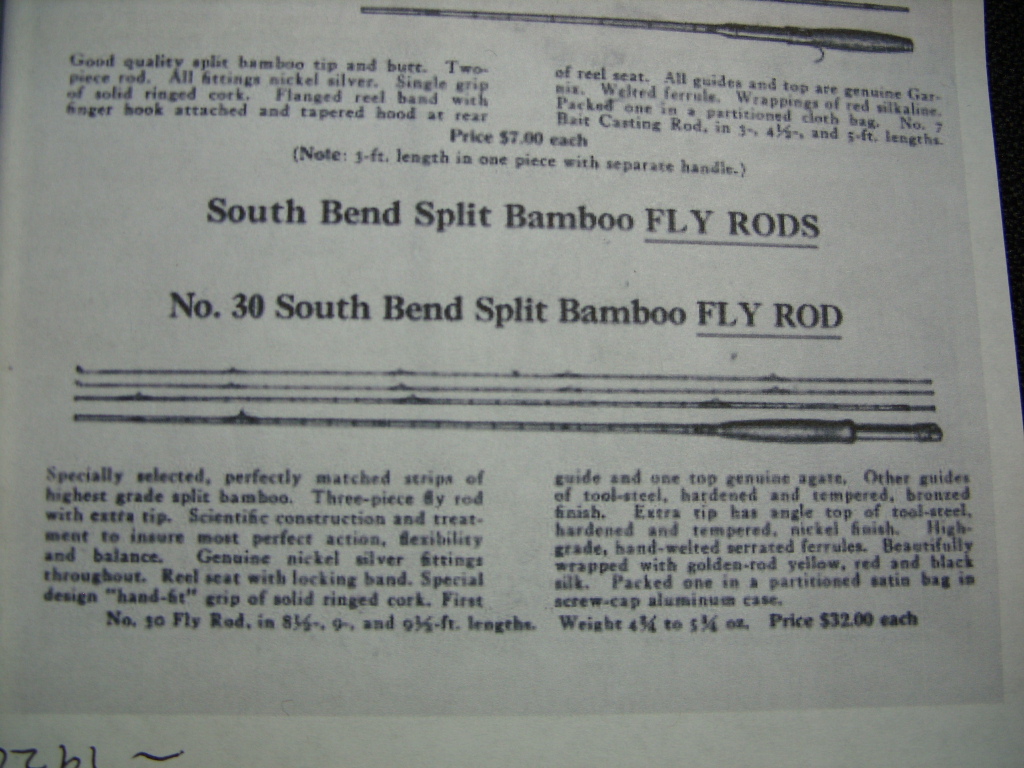 Good quality split bamboo tip and butt. Two-
piece rod. All fittings nickel silver. Single grip
of solid ringed cork. Flanged reel band with
finger hook attached and tapered hood at rear
of reel seat. All guides and top are genuine Gar-
nix. Welted ferrule. Wrappings of red silkaline.
Packed one in a partitioned cloth bag. No. 7
Bait Casting Rod, in 3-, 4½-, and 5-ft. lengths.
Price $7.00 each
(Note: 3-ft. length in one piece with separate handle.)
South Bend Split Bamboo FLY RODS
No. 30 South Bend Split Bamboo FLY ROD
Specially selected, perfectly matched strips of
highest grade split bamboo. Three-piece fly rod
with extra tip. Scientific construction and treat-
ment to insure most perfect action, flexibility
and balance. Genuine nickel silver fittings
throughout. Reel seat with locking band. Special
design "hand-fit" grip of solid ringed cork. First
guide and one top genuine agate. Other guides
of tool-steel, hardened and tempered, bronzed
finish. Extra tip has angle top of tool-steel,
hardened and tempered, nickel finish. High-
grade, hand-welted serrated ferrules. Beautifully
wrapped with golden-rod yellow, red and black
silk. Packed one in a partitioned satin bag in
screw-cap aluminum case.
No. 30 Fly Rod, in 8½-, 9-, and 9½-ft. lengths. Weight 4¾ to 5¾ oz. Price $32.00 each